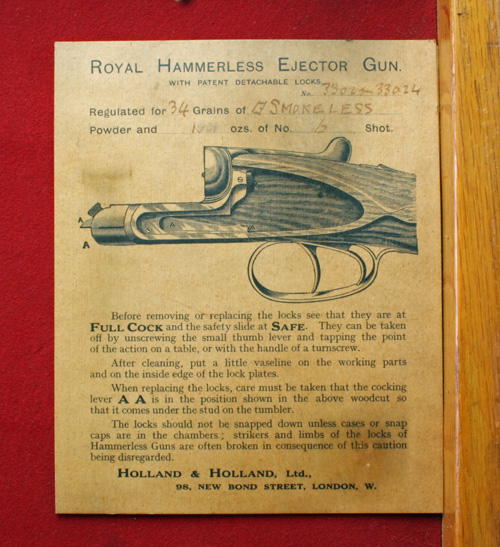 ROYAL HAMMERLESS EJECTOR GUN.
WITH PATENT DETACHABLE LOCKS
No. 33024
Regulated for 34 Grains of SMOKELESS
Powder and ozs. of No. 6 Shot.
A
A
A
Before removing or replacing the locks see that they are at
FULL COCK and the safety slide at SAFE. They can be taken
off by unscrewing the small thumb lever and tapping the point
of the action on a table, or with the handle of a turnscrew.
After cleaning, put a little vaseline on the working parts
and on the inside edge of the lock plates.
When replacing the locks, care must be taken that the cocking
lever A A is in the position shown in the above woodcut so
that it comes under the stud on the tumbler.
The locks should not be snapped down unless cases or snap
caps are in the chambers; strikers and limbs of the locks of
Hammerless Guns are often broken in consequence of this caution
being disregarded.
HOLLAND & HOLLAND, Ltd.,
98, NEW BOND STREET, LONDON, W.